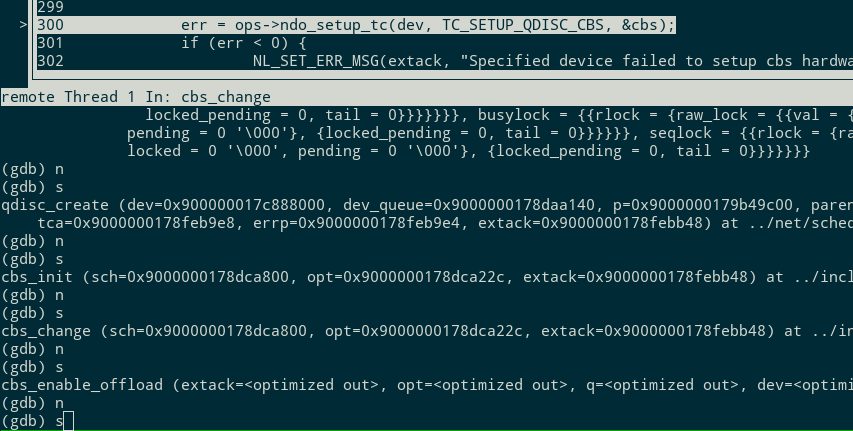 299
> 300 err = ops->ndo_setup_tc(dev, TC_SETUP_QDISC_CBS, &cbs);
301 if (err < 0) {
302 NL_SET_ERR_MSG(extack, "Specified device failed to setup cbs hardwa
remote Thread 1 In: cbs_change
locked_pending = 0, tail = 0}}}}}}}, busylock = {{rlock = {raw_lock = {{val = {
pending = 0 '\000'}, {locked_pending = 0, tail = 0}}}}}}, seqlock = {{rlock = {ra
locked = 0 '\000', pending = 0 '\000'}, {locked_pending = 0, tail = 0}}}}}}}
(gdb) n
(gdb) s
qdisc_create (dev=0x900000017c888000, dev_queue=0x9000000178daa140, p=0x9000000179b49c00, paren
tca=0x9000000178feb9e8, errp=0x9000000178feb9e4, extack=0x9000000178febb48) at ../net/sched
(gdb) n
(gdb) s
cbs_init (sch=0x9000000178dca800, opt=0x9000000178dca22c, extack=0x9000000178febb48) at ../incl
(gdb) n
(gdb) s
cbs_change (sch=0x9000000178dca800, opt=0x9000000178dca22c, extack=0x9000000178febb48) at ../in
(gdb) n
(gdb) s
cbs_enable_offload (extack=<optimized out>, opt=<optimized out>, q=<optimized out>, dev=<optimi
(gdb) n
(gdb) s